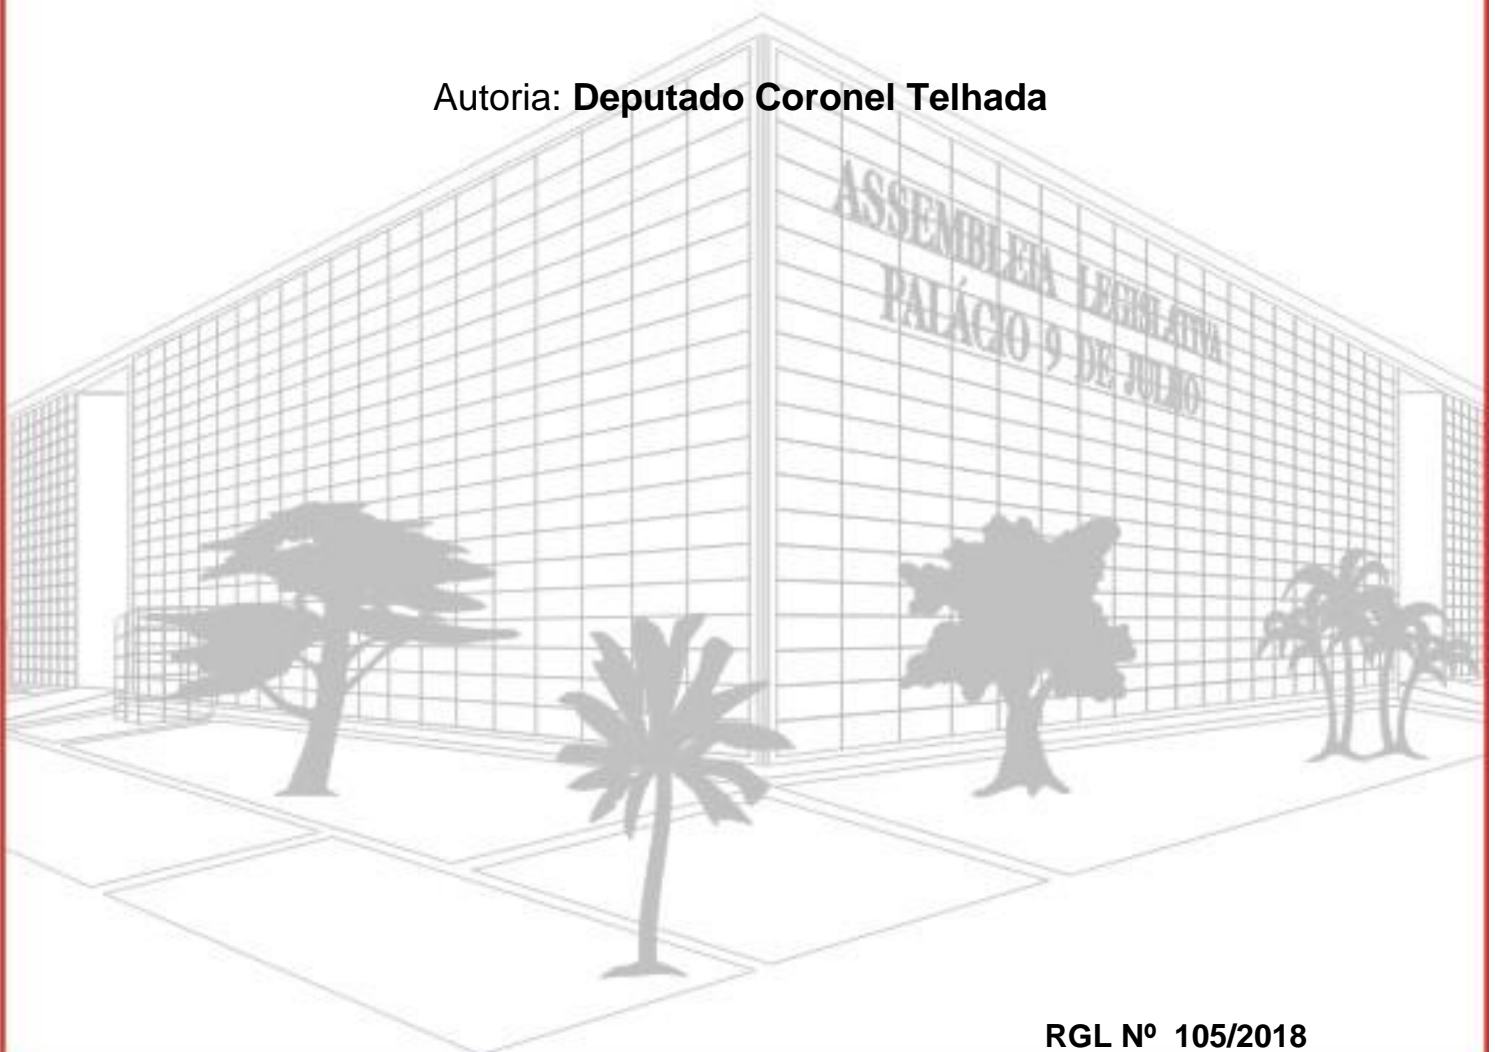 Autoria: Deputado Coronel Telhada
ASSEMBLEIA LEGISLATIVA
PALÁCIO 9 DE JULHO
RGL Nº 105/2018